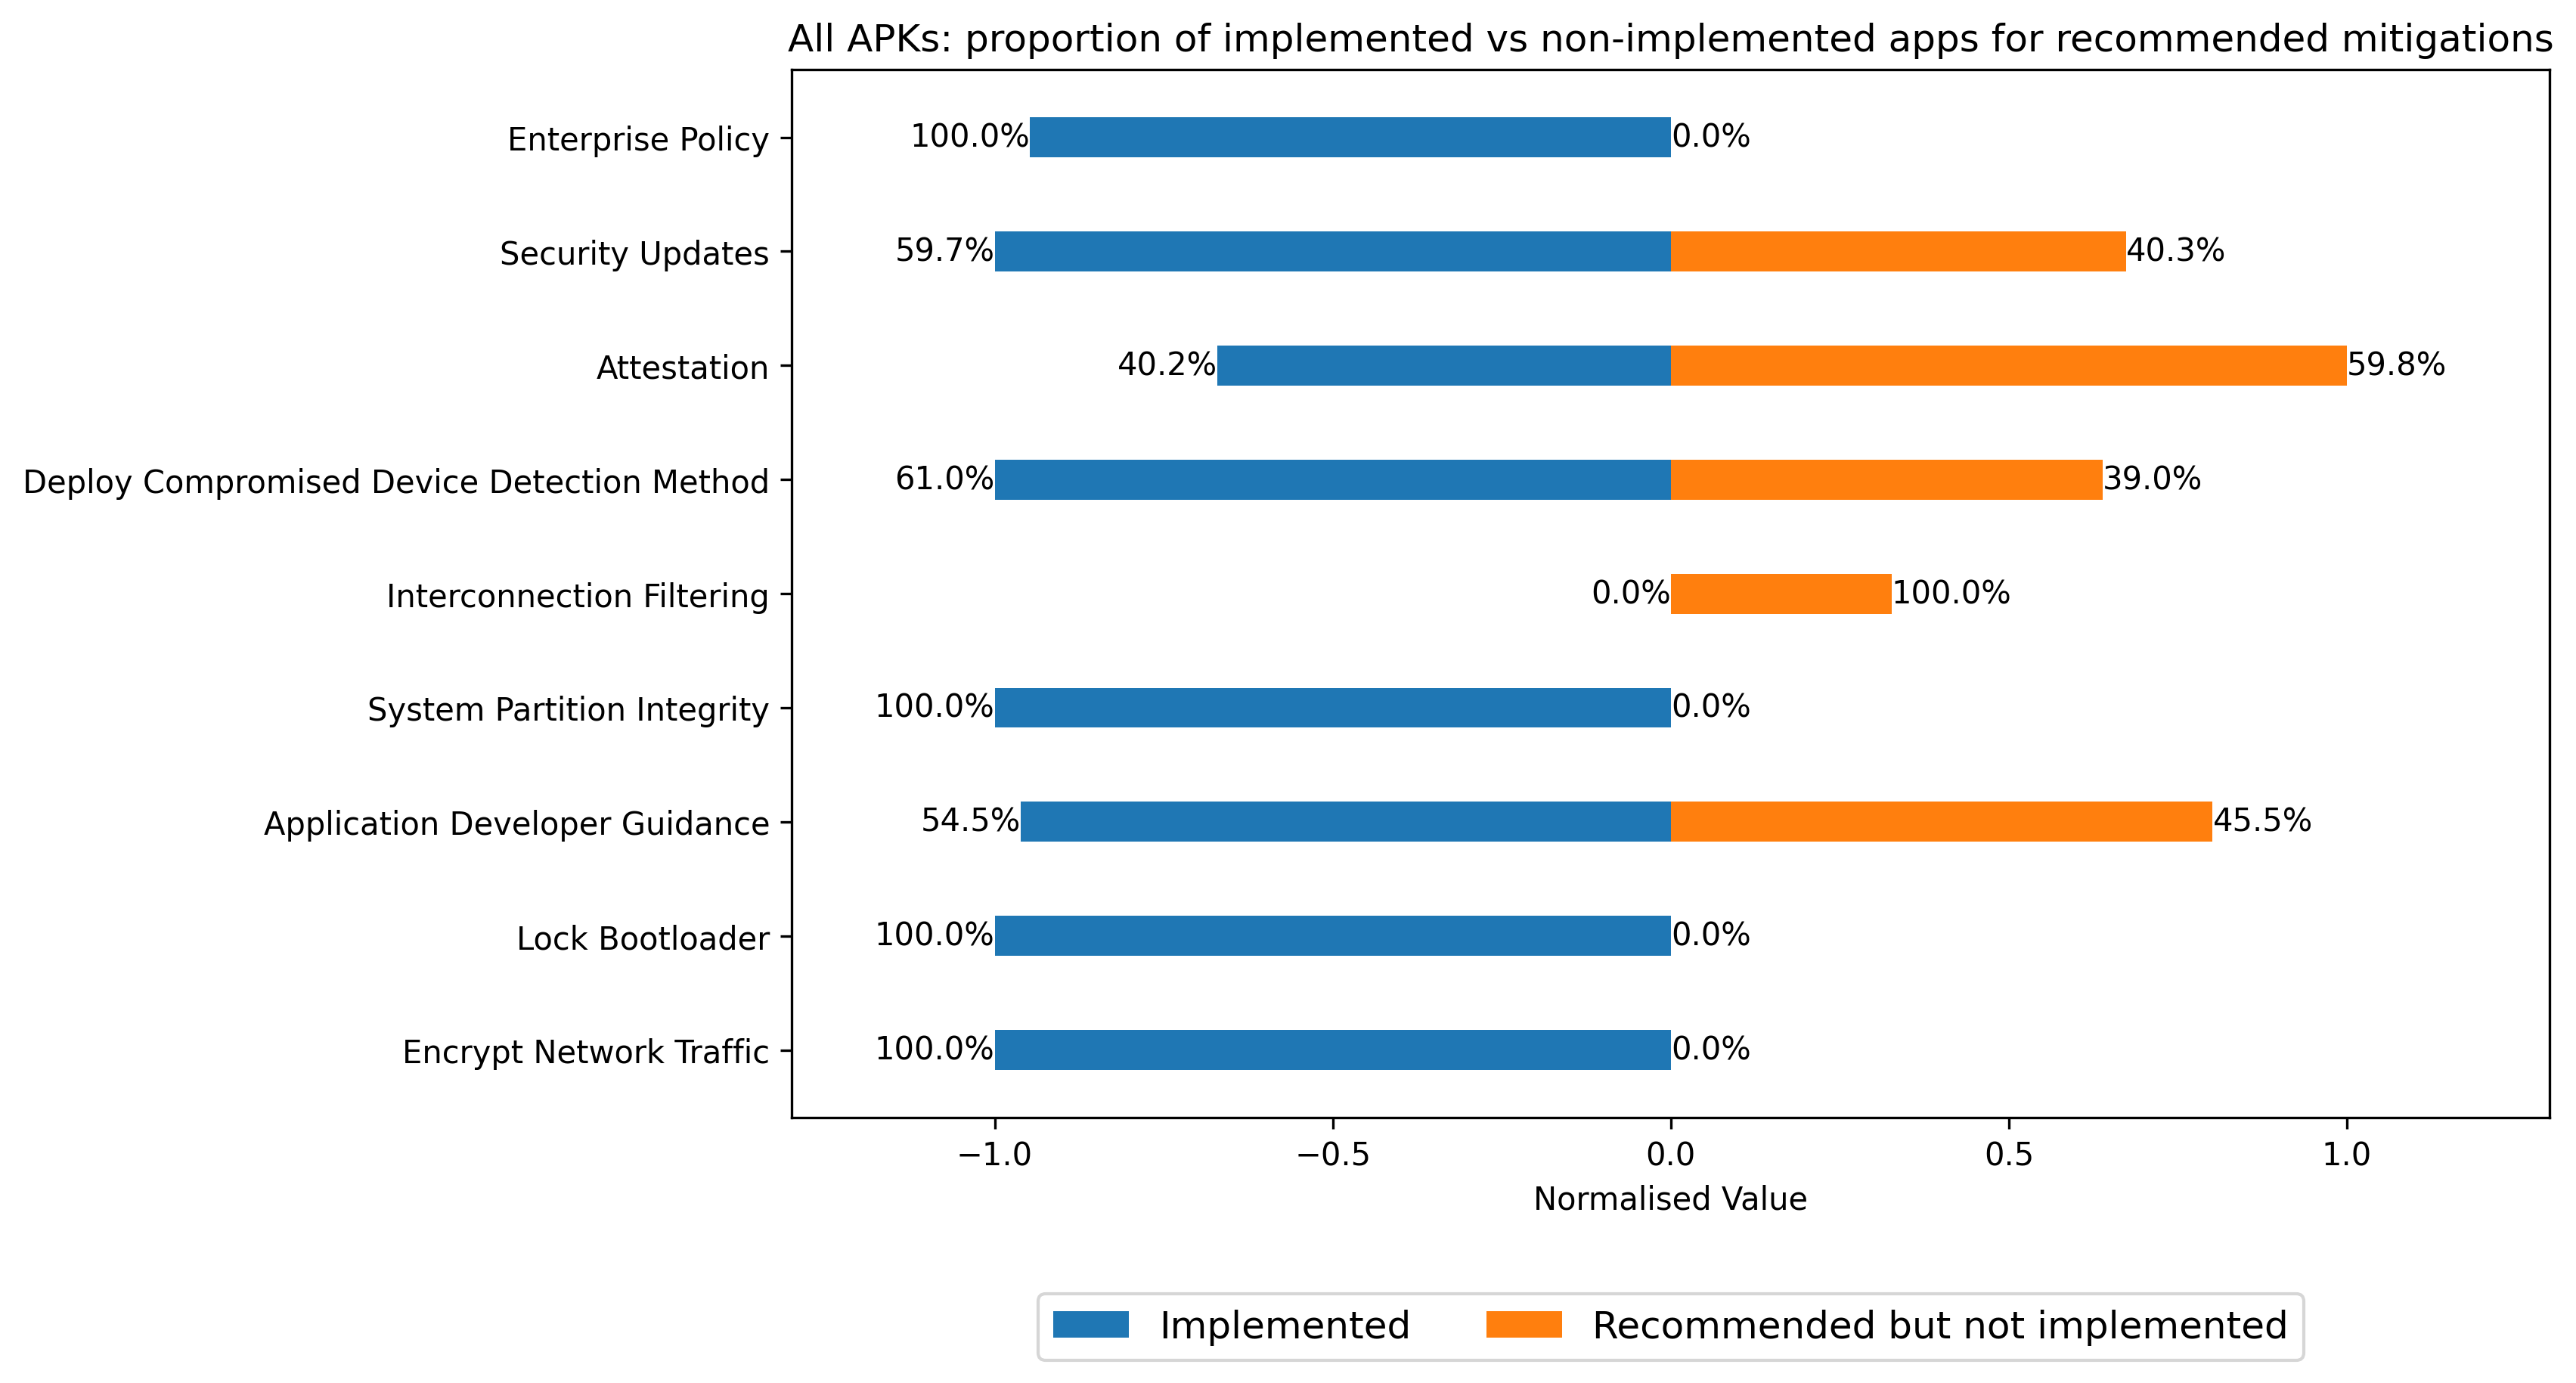 All APKs: proportion of implemented vs non-implemented apps for recommended mitigations
Enterprise Policy 100.0% 0.0%
Security Updates 59.7% 40.3%
Attestation 40.2% 59.8%
Deploy Compromised Device Detection Method 61.0% 39.0%
Interconnection Filtering 0.0% 100.0%
System Partition Integrity 100.0% 0.0%
Application Developer Guidance 54.5% 45.5%
Lock Bootloader 100.0% 0.0%
Encrypt Network Traffic 100.0% 0.0%
−1.0 −0.5 0.0 0.5 1.0
Normalised Value
Implemented Recommended but not implemented